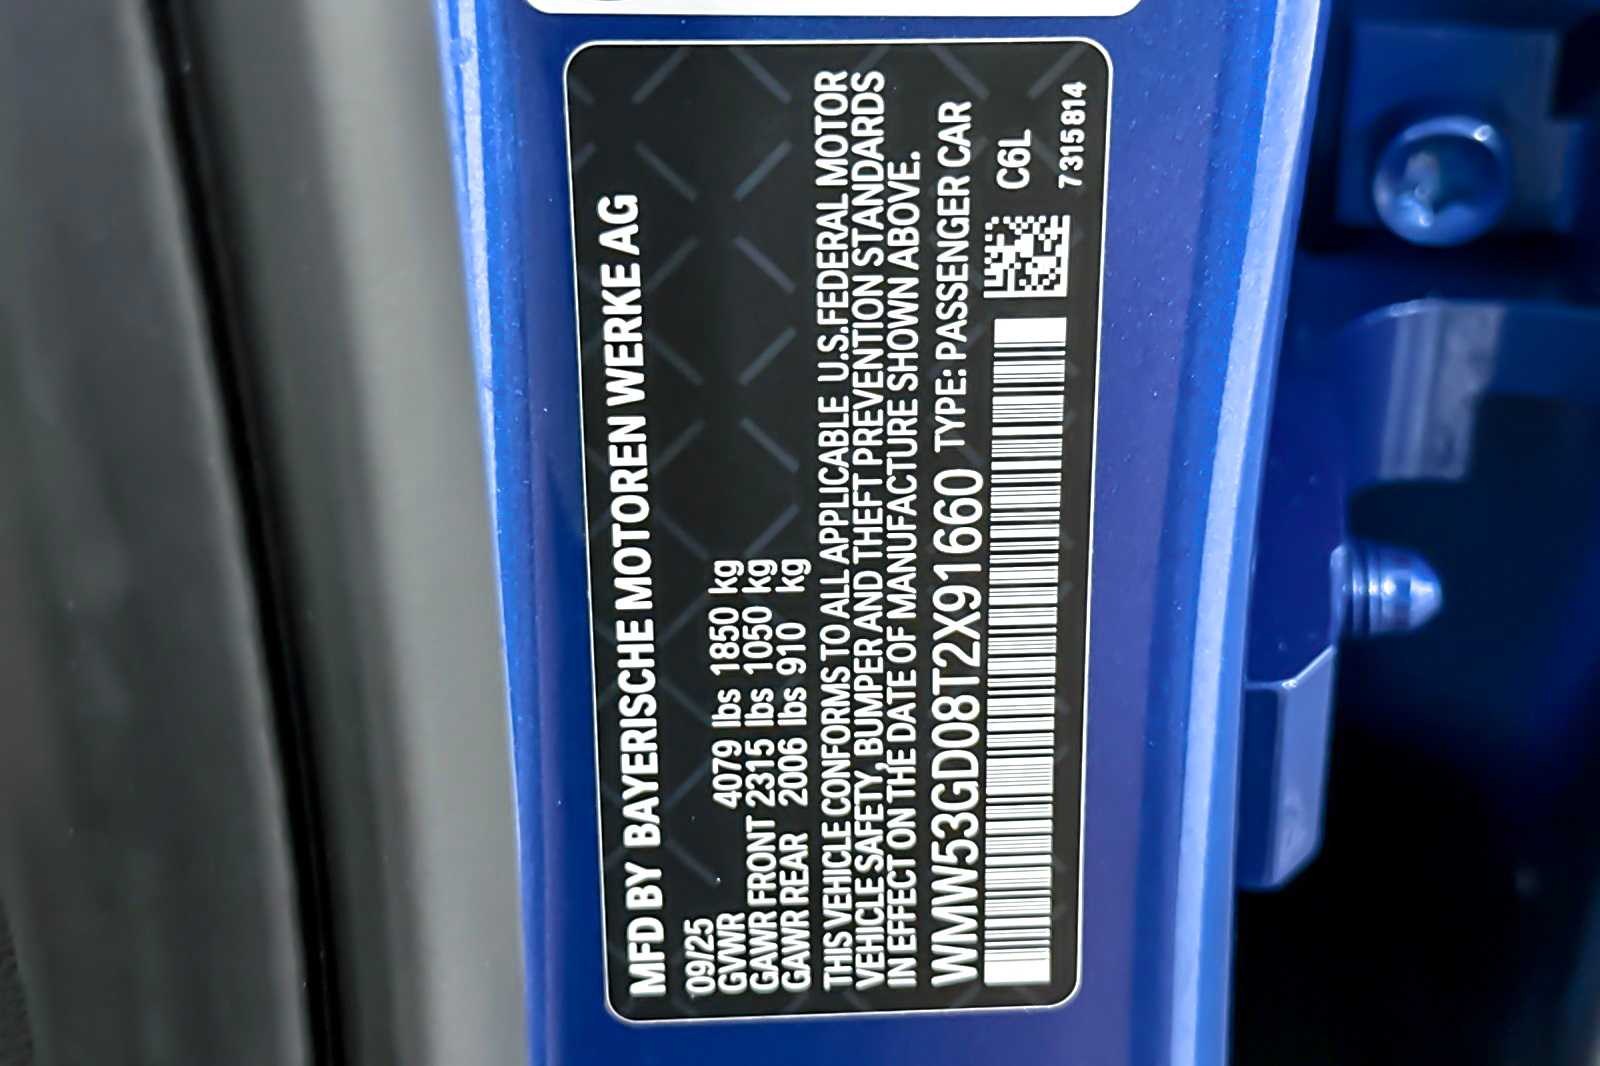 MFD BY BAYERISCHE MOTOREN WERKE AG
09/25
GVWR 4079 lbs 1850 kg
GAWR FRONT 2315 lbs 1050 kg
GAWR REAR 2006 lbs 910 kg
THIS VEHICLE CONFORMS TO ALL APPLICABLE U.S.FEDERAL MOTOR
VEHICLE SAFETY, BUMPER AND THEFT PREVENTION STANDARDS
IN EFFECT ON THE DATE OF MANUFACTURE SHOWN ABOVE.
WMW53GD08T2X91660 TYPE: PASSENGER CAR
C6L
7315814